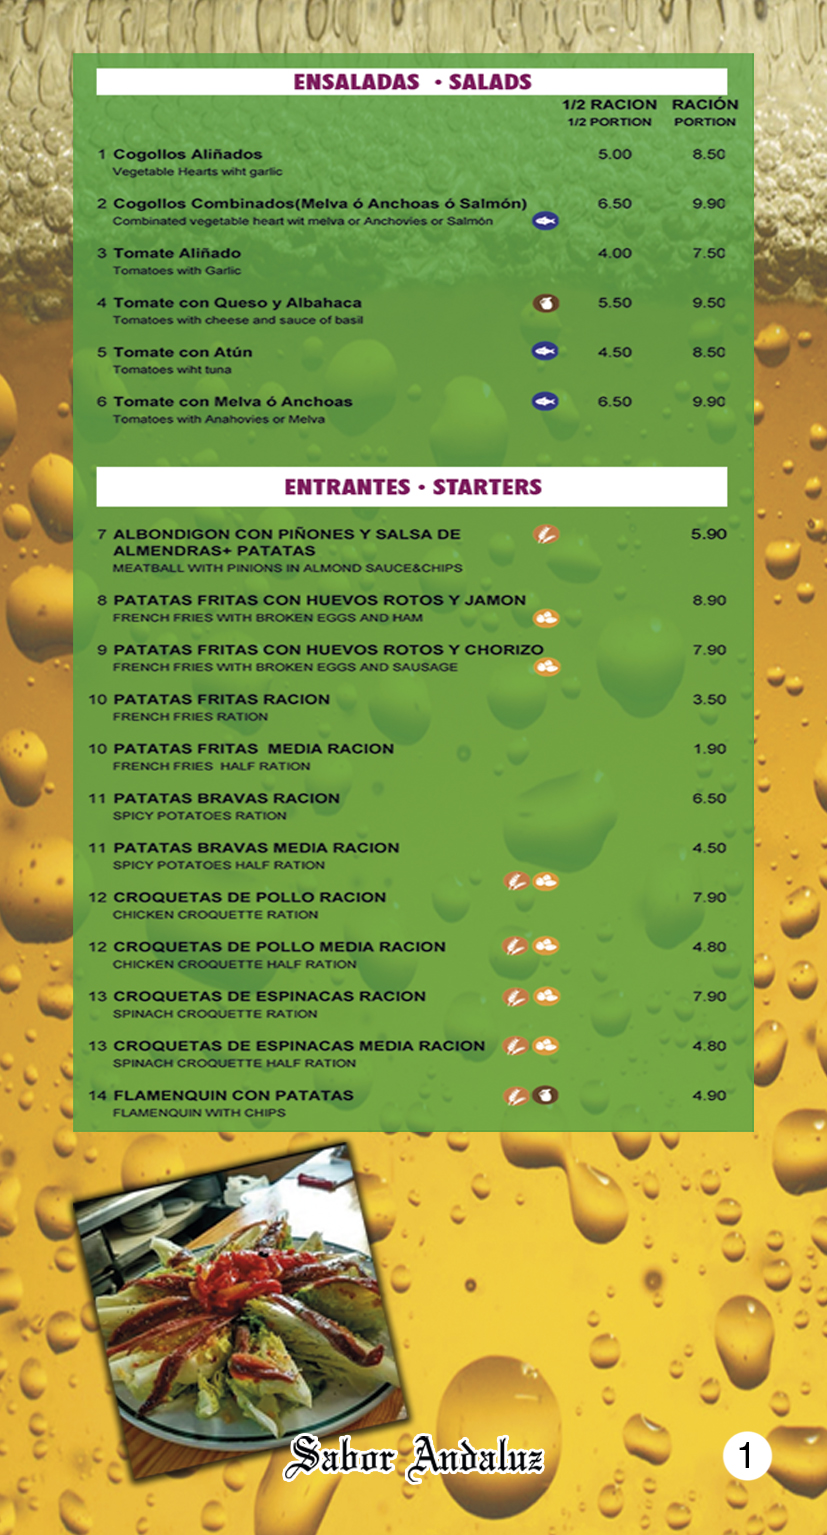 ENSALADAS • SALADS
1/2 RACION RACIÓN
1/2 PORTION PORTION
1 Cogollos Aliñados 5.00 8.50
Vegetable Hearts wiht garlic
2 Cogollos Combinados(Melva ó Anchoas ó Salmón) 6.50 9.90
Combinated vegetable heart wit melva or Anchovies or Salmón
3 Tomate Aliñado 4.00 7.50
Tomatoes with Garlic
4 Tomate con Queso y Albahaca 5.50 9.50
Tomatoes with cheese and sauce of basil
5 Tomate con Atún 4.50 8.50
Tomatoes wiht tuna
6 Tomate con Melva ó Anchoas 6.50 9.90
Tomatoes with Anahovies or Melva
ENTRANTES • STARTERS
7 ALBONDIGON CON PIÑONES Y SALSA DE 5.90
ALMENDRAS+ PATATAS
MEATBALL WITH PINIONS IN ALMOND SAUCE&CHIPS
8 PATATAS FRITAS CON HUEVOS ROTOS Y JAMON 8.90
FRENCH FRIES WITH BROKEN EGGS AND HAM
9 PATATAS FRITAS CON HUEVOS ROTOS Y CHORIZO 7.90
FRENCH FRIES WITH BROKEN EGGS AND SAUSAGE
10 PATATAS FRITAS RACION 3.50
FRENCH FRIES RATION
10 PATATAS FRITAS MEDIA RACION 1.90
FRENCH FRIES HALF RATION
11 PATATAS BRAVAS RACION 6.50
SPICY POTATOES RATION
11 PATATAS BRAVAS MEDIA RACION 4.50
SPICY POTATOES HALF RATION
12 CROQUETAS DE POLLO RACION 7.90
CHICKEN CROQUETTE RATION
12 CROQUETAS DE POLLO MEDIA RACION 4.80
CHICKEN CROQUETTE HALF RATION
13 CROQUETAS DE ESPINACAS RACION 7.90
SPINACH CROQUETTE RATION
13 CROQUETAS DE ESPINACAS MEDIA RACION 4.80
SPINACH CROQUETTE HALF RATION
14 FLAMENQUIN CON PATATAS 4.90
FLAMENQUIN WITH CHIPS
Sabor Andaluz
1